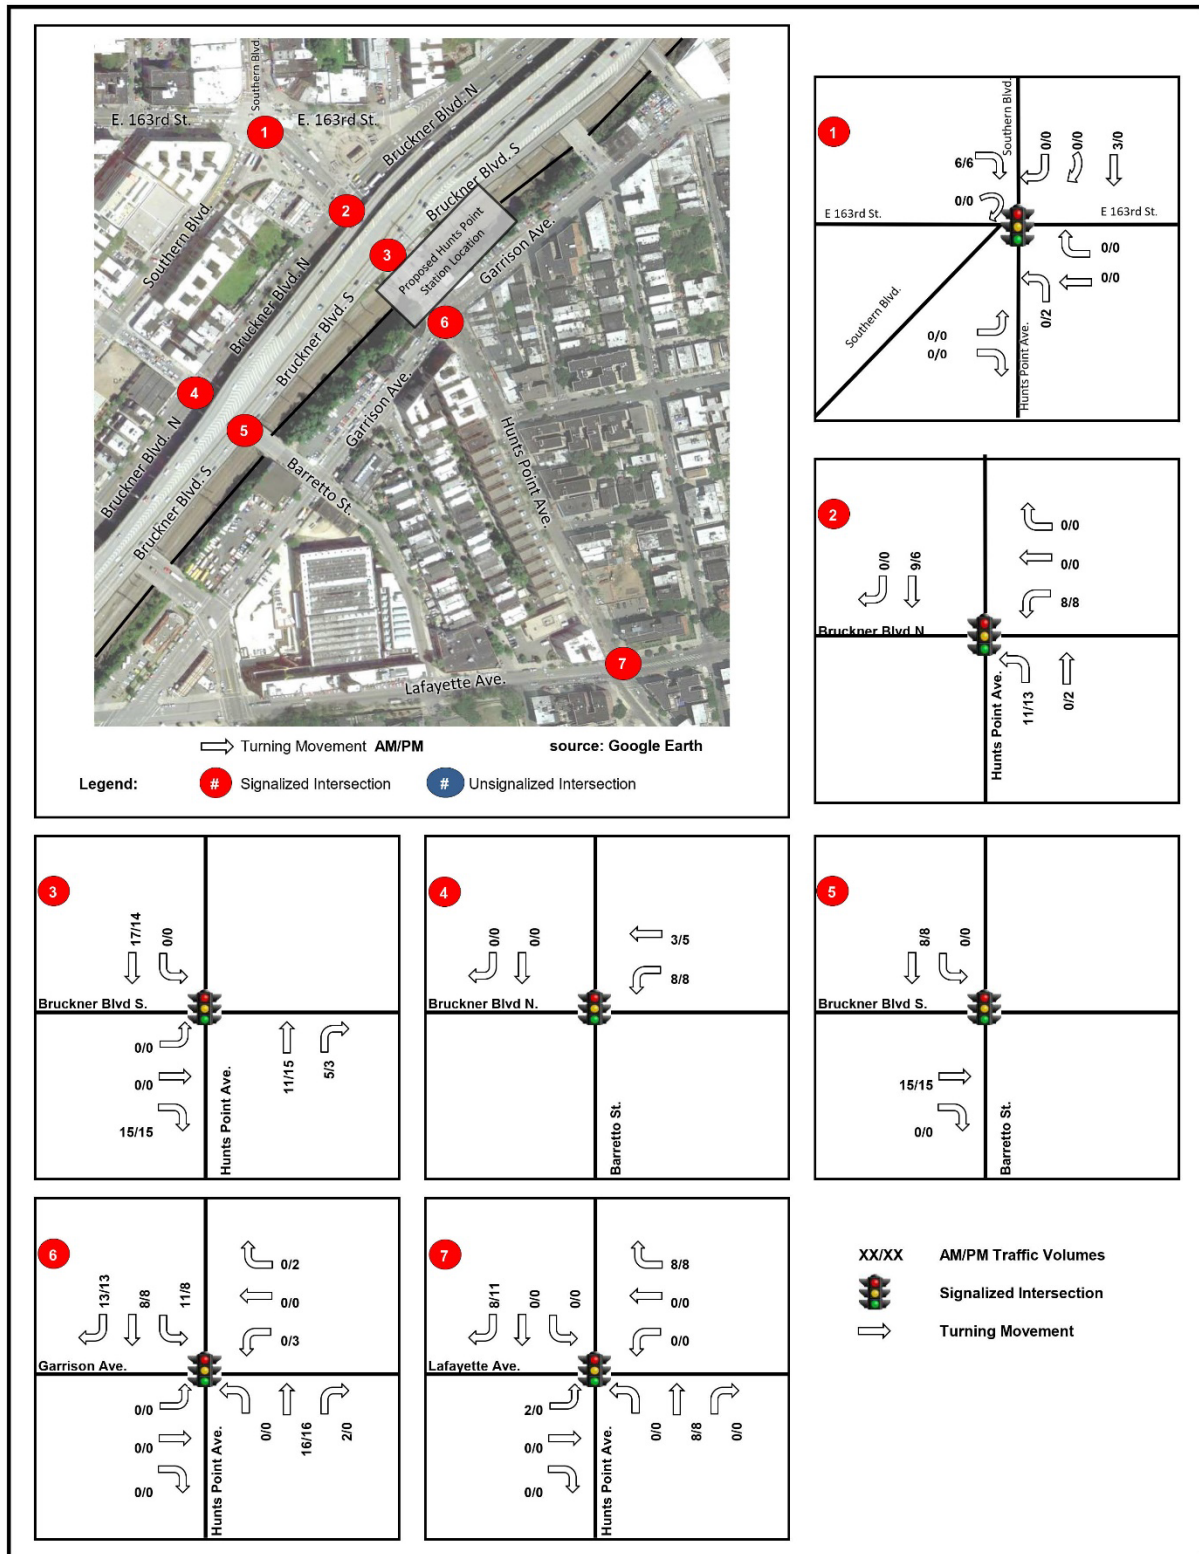 Southern Blvd.
E. 163rd St.
E. 163rd St.
1
Bruckner Blvd. N
Bruckner Blvd. S
2
Southern Blvd.
3
Proposed Hunts Point
Station Location
Garrison Ave.
Bruckner Blvd. N
Bruckner Blvd. S
6
4
Garrison Ave.
Hunts Point Ave.
5
Bruckner Blvd. N
Barretto St.
Bruckner Blvd. S
7
Lafayette Ave.
Turning Movement AM/PM
source: Google Earth
Legend:
# Signalized Intersection
# Unsignalized Intersection
1
Southern Blvd.
6/6
0/0
0/0
3/0
0/0
E 163rd St.
E 163rd St.
0/0
0/0
0/2
Southern Blvd.
0/0
0/0
Hunts Point Ave.
2
0/0
9/6
0/0
0/0
8/8
Bruckner Blvd N.
11/13
0/2
Hunts Point Ave.
3
17/14
0/0
Bruckner Blvd S.
0/0
0/0
15/15
11/15
5/3
Hunts Point Ave.
4
0/0
0/0
3/5
8/8
Bruckner Blvd N.
Barretto St.
5
8/8
0/0
Bruckner Blvd S.
15/15
0/0
Barretto St.
6
13/13
8/8
11/8
0/2
0/0
0/3
Garrison Ave.
0/0
0/0
0/0
0/0
16/16
2/0
Hunts Point Ave.
7
8/11
0/0
0/0
8/8
0/0
0/0
Lafayette Ave.
2/0
0/0
0/0
0/0
8/8
0/0
Hunts Point Ave.
XX/XX AM/PM Traffic Volumes
Signalized Intersection
Turning Movement